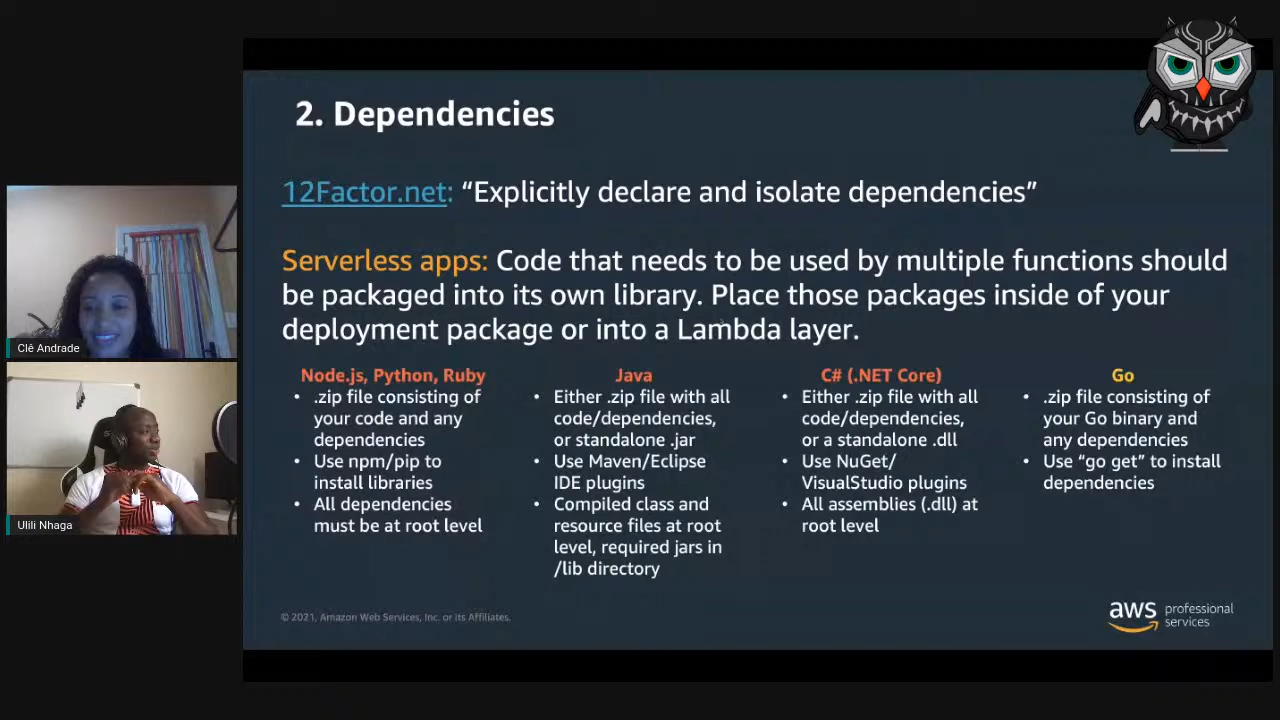 2. Dependencies
12Factor.net: “Explicitly declare and isolate dependencies”
Serverless apps: Code that needs to be used by multiple functions should
be packaged into its own library. Place those packages inside of your
deployment package or into a Lambda layer.
Node.js, Python, Ruby
• .zip file consisting of
your code and any
dependencies
• Use npm/pip to
install libraries
• All dependencies
must be at root level
Java
• Either .zip file with all
code/dependencies,
or standalone .jar
• Use Maven/Eclipse
IDE plugins
• Compiled class and
resource files at root
level, required jars in
/lib directory
C# (.NET Core)
• Either .zip file with all
code/dependencies,
or a standalone .dll
• Use NuGet/
VisualStudio plugins
• All assemblies (.dll) at
root level
Go
• .zip file consisting of
your Go binary and
any dependencies
• Use “go get” to install
dependencies
© 2021, Amazon Web Services, Inc. or its Affiliates.
aws professional
services
Clê Andrade
Ulili Nhaga